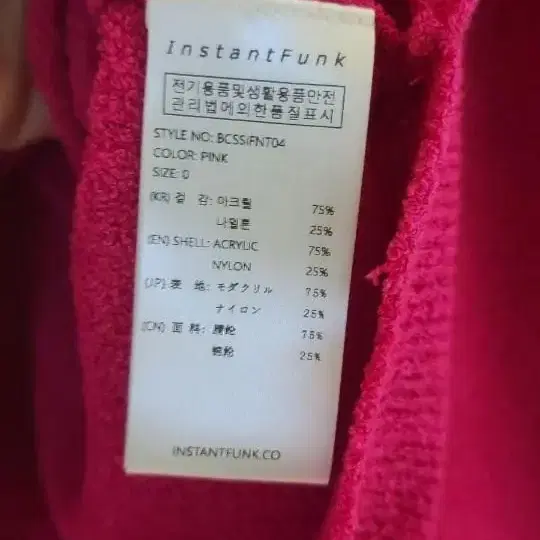 InstantFunk
전기용품및생활용품안전
관리법에의한품질표시
STYLE NO: BCSSiFNT04
COLOR: PINK
SIZE: 0
(KR) 겉 감: 아크릴 75%
나일론 25%
(EN) SHELL: ACRYLIC 75%
NYLON 25%
(JP) 表 地: モダクリル 75%
ナイロン 25%
(CN) 面 料: 腈纶 75%
锦纶 25%
INSTANTFUNK.CO